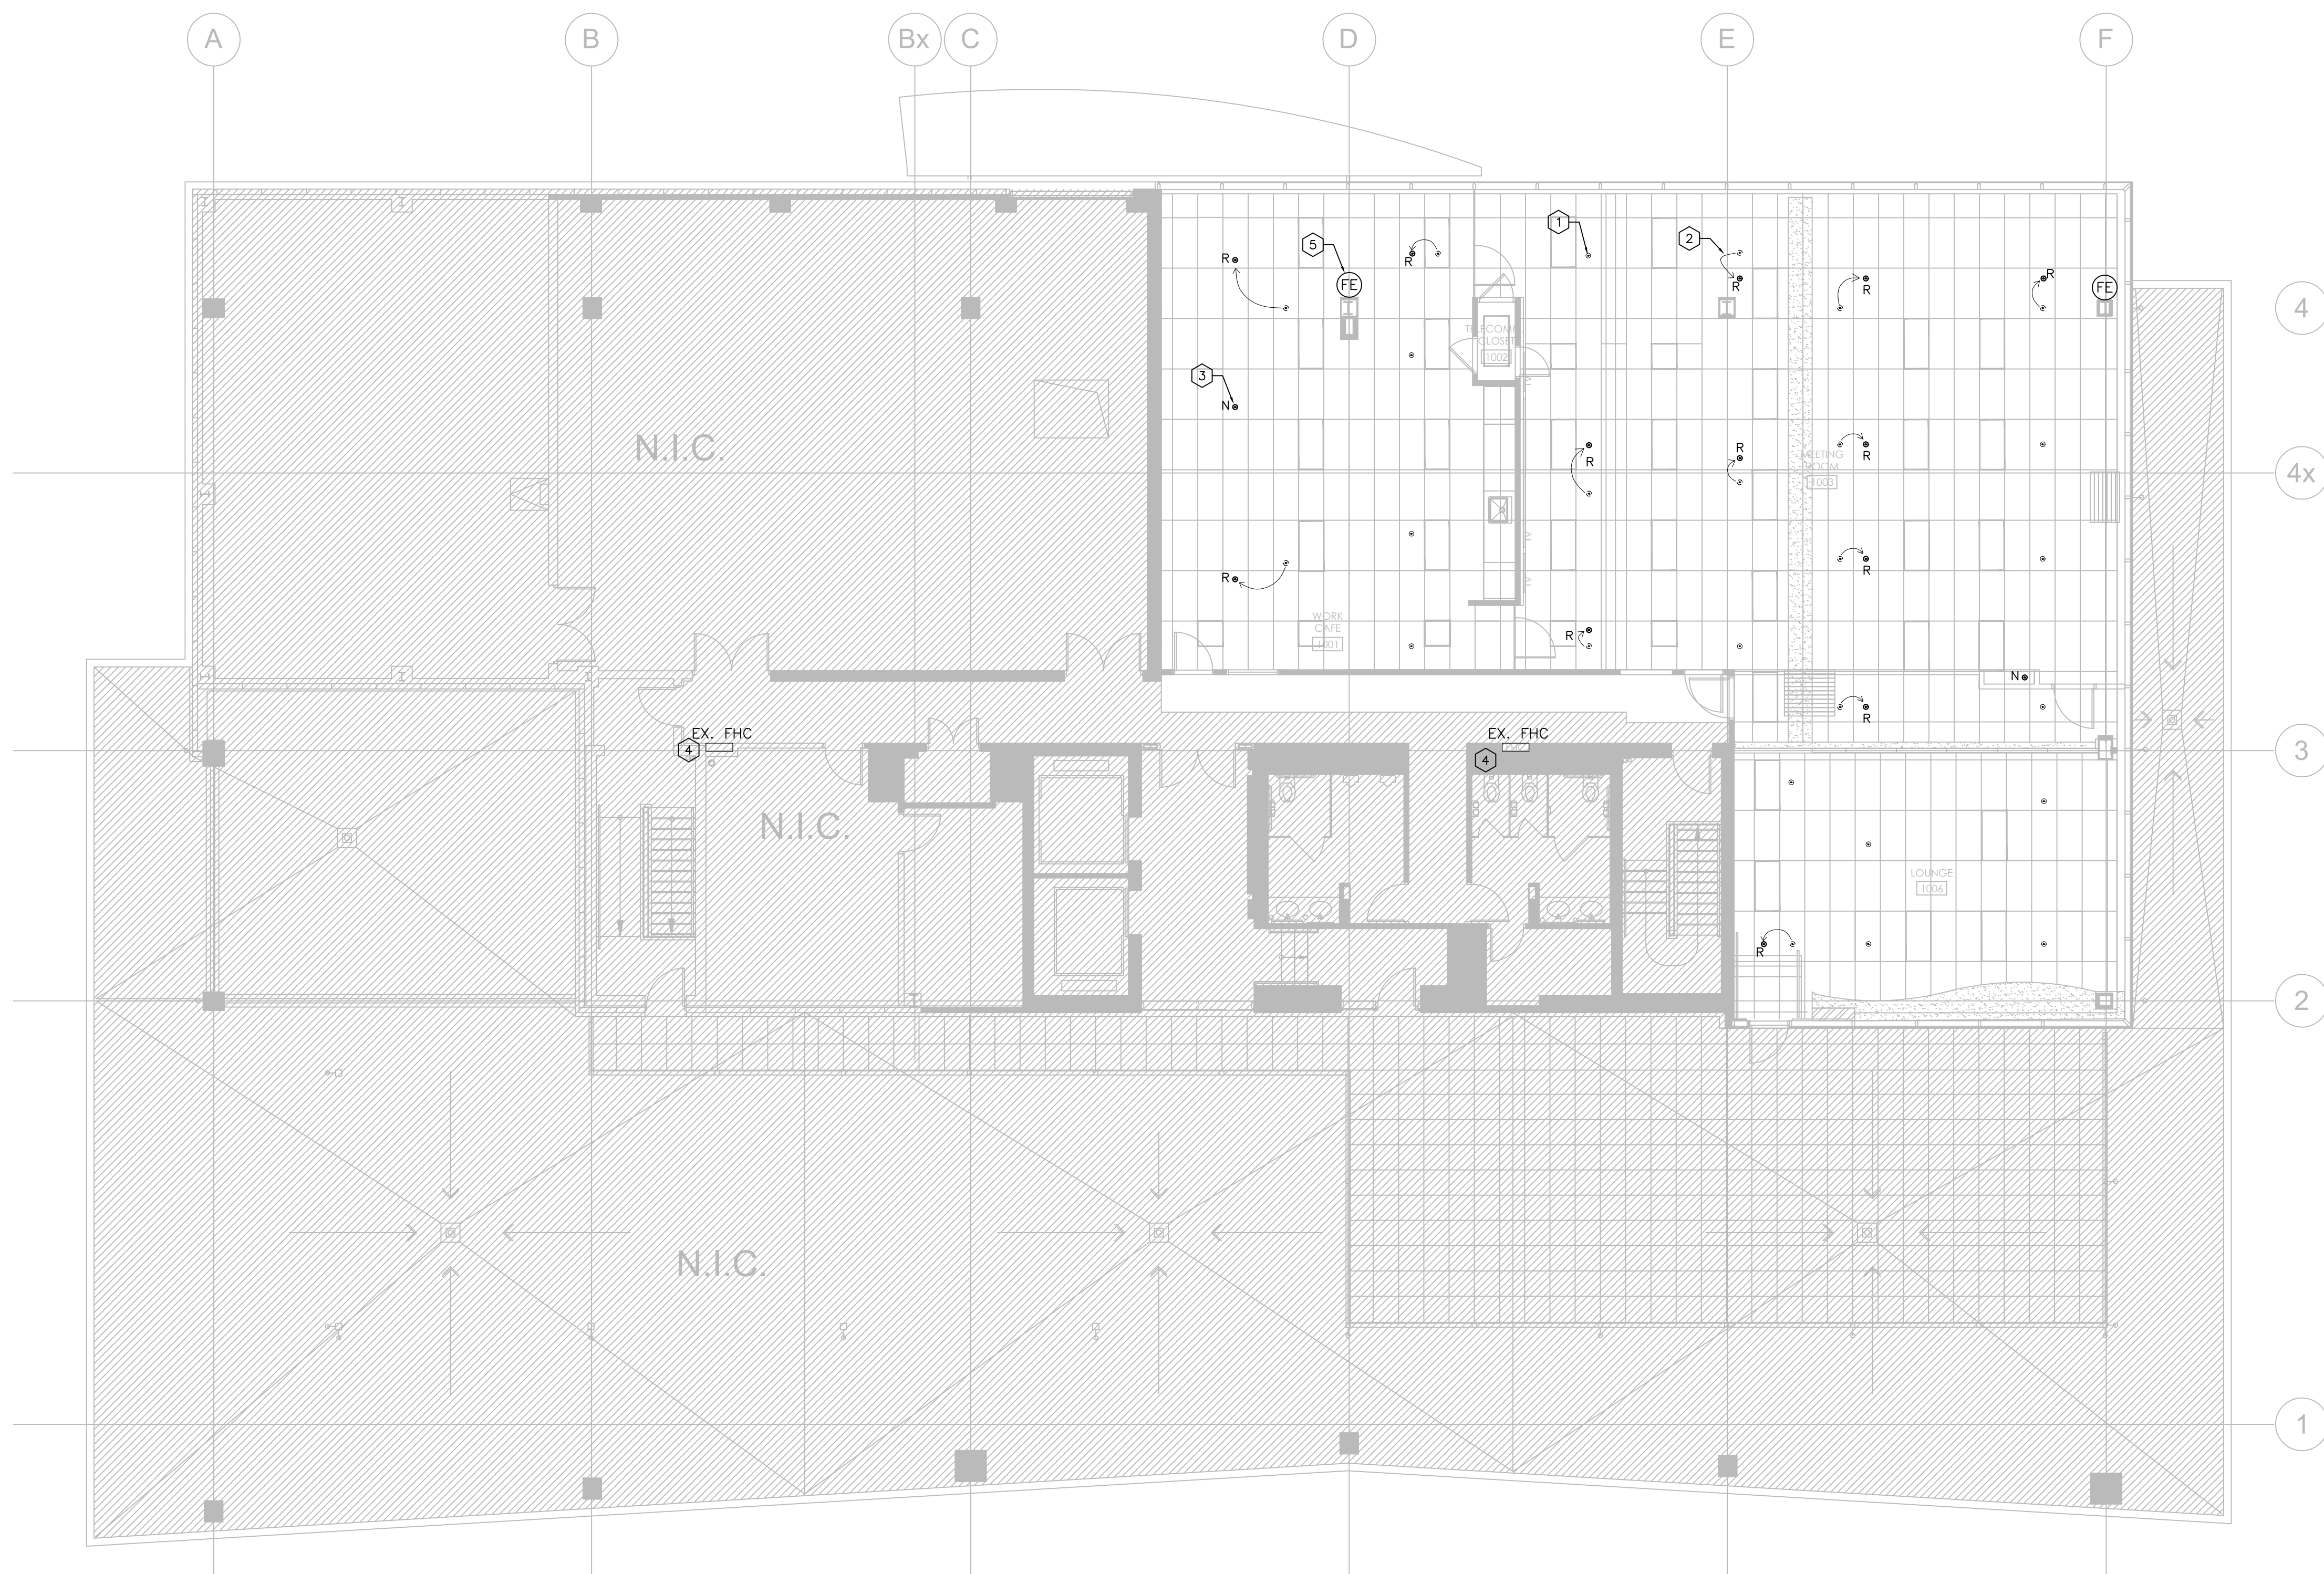 A B Bx C D E F
1
2
5
R
R
FE
R
R
R
FE
4
TELECOMM
CLOSET
1002
3
N
N.I.C.
R
R
R
MEETING
ROOM
1003
4x
R
R
WORK
CAFE
1001
R
N
R
EX. FHC
4
EX. FHC
4
3
N.I.C.
LOUNGE
1006
R
2
N.I.C.
1